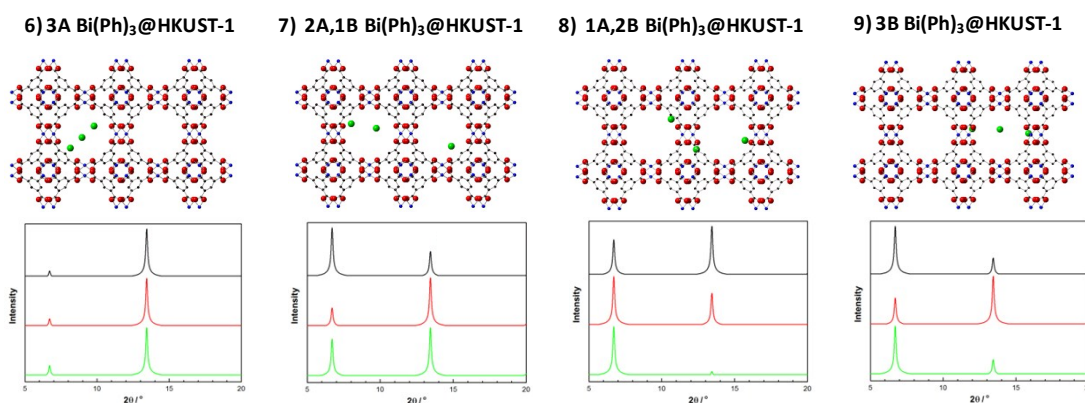 6) 3A Bi(Ph)₃@HKUST-1
7) 2A,1B Bi(Ph)₃@HKUST-1
8) 1A,2B Bi(Ph)₃@HKUST-1
9) 3B Bi(Ph)₃@HKUST-1
Intensity
5 10 15 20
2θ / °
Intensity
5 10 15 20
2θ / °
Intensity
5 10 15 20
2θ / °
Intensity
5 10 15
2θ / °